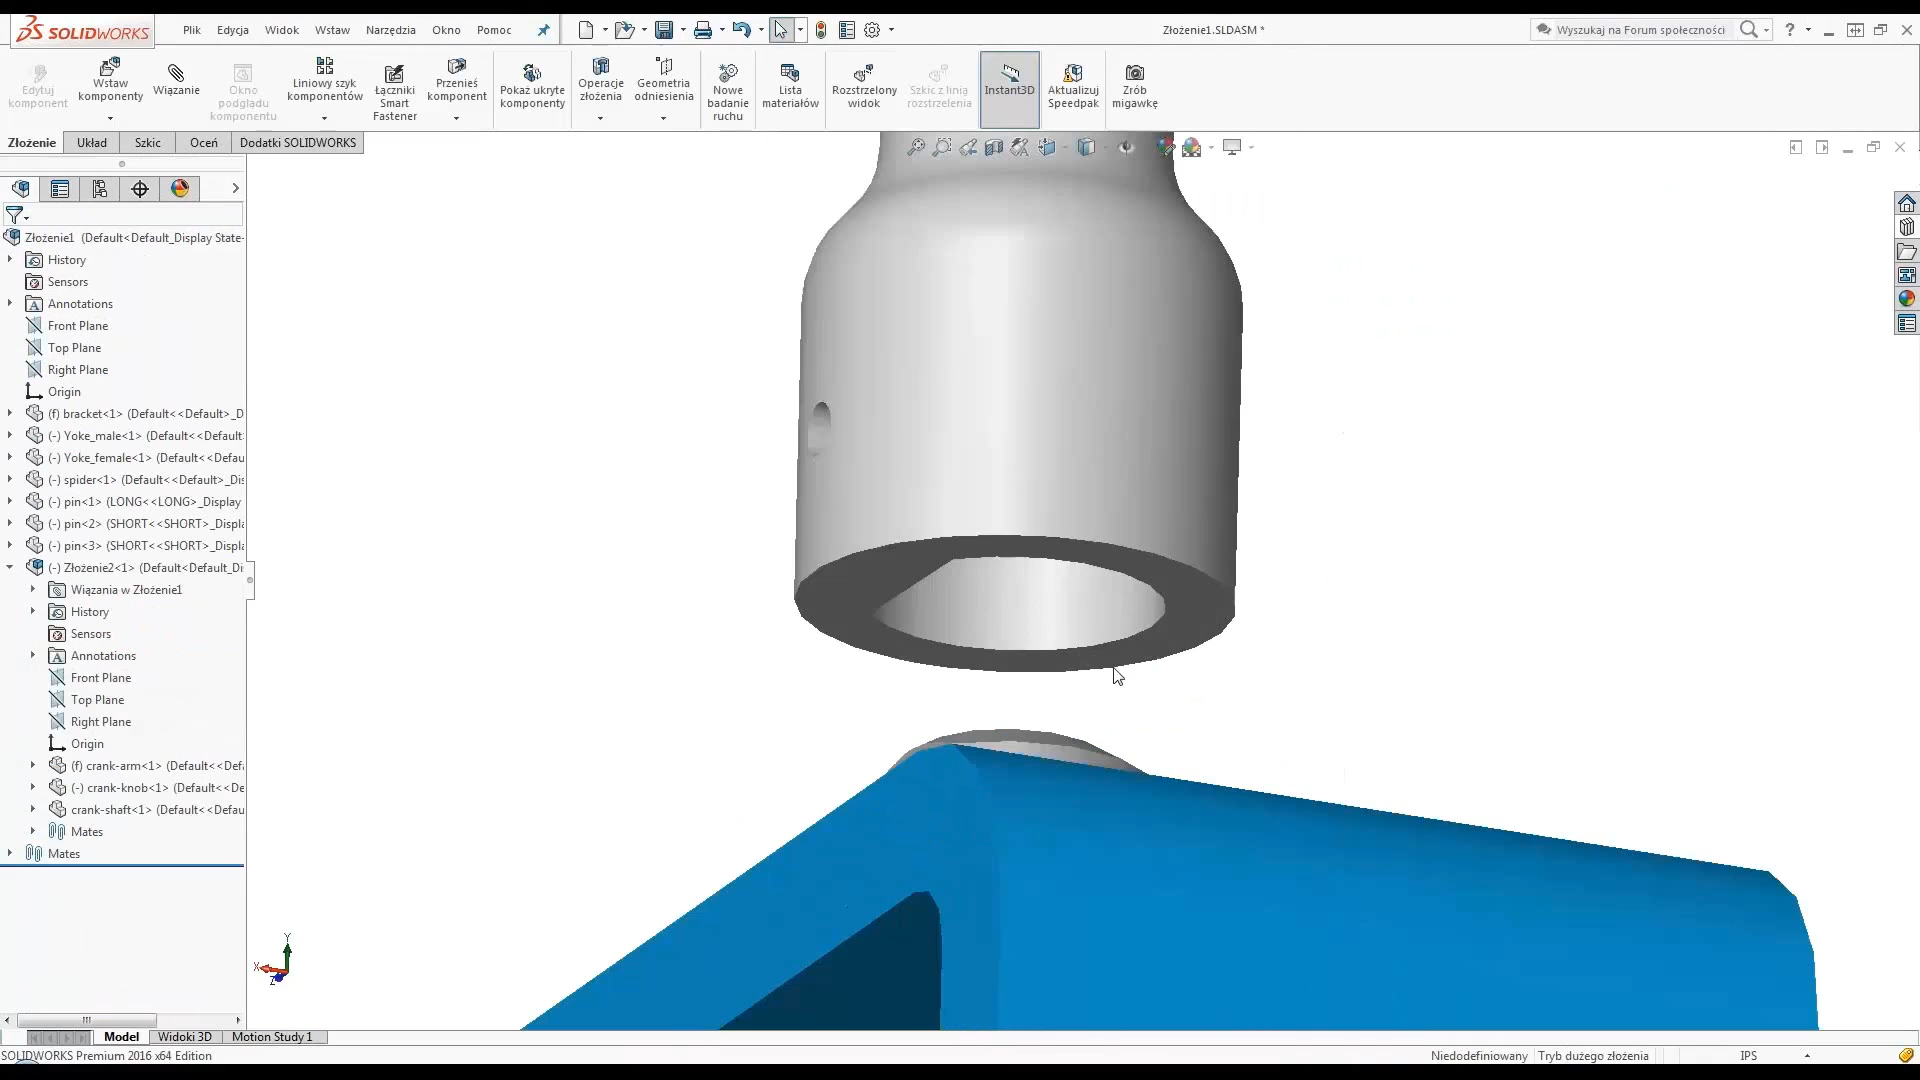 SOLIDWORKS
Plik Edycja Widok Wstaw Narzędzia Okno Pomoc
Złożenie1.SLDASM *
Wyszukaj na Forum społeczności
Edytuj komponent
Wstaw komponenty
Wiązanie
Okno podglądu komponentu
Liniowy szyk komponentów
Łączniki Smart Fastener
Przenieś komponent
Pokaż ukryte komponenty
Operacje złożenia
Geometria odniesienia
Nowe badanie ruchu
Lista materiałów
Rozstrzelony widok
Szkic z linią rozstrzelenia
Instant3D
Aktualizuj Speedpak
Zrób migawkę
Złożenie Układ Szkic Oceń Dodatki SOLIDWORKS
Złożenie1 (Default<Default_Display State-
History
Sensors
Annotations
Front Plane
Top Plane
Right Plane
Origin
(f) bracket<1> (Default<<Default>_D
(-) Yoke_male<1> (Default<<Default:
(-) Yoke_female<1> (Default<<Defau
(-) spider<1> (Default<<Default>_Dis
(-) pin<1> (LONG<<LONG>_Display
(-) pin<2> (SHORT<<SHORT>_Displa
(-) pin<3> (SHORT<<SHORT>_Displa
(-) Złożenie2<1> (Default<Default_Di
Wiązania w Złożenie1
History
Sensors
Annotations
Front Plane
Top Plane
Right Plane
Origin
(f) crank-arm<1> (Default<<Defa
(-) crank-knob<1> (Default<<De
crank-shaft<1> (Default<<Defau
Mates
Mates
Y
X
Z
Model Widoki 3D Motion Study 1
SOLIDWORKS Premium 2016 x64 Edition
Niedodefiniowany Tryb dużego złożenia IPS